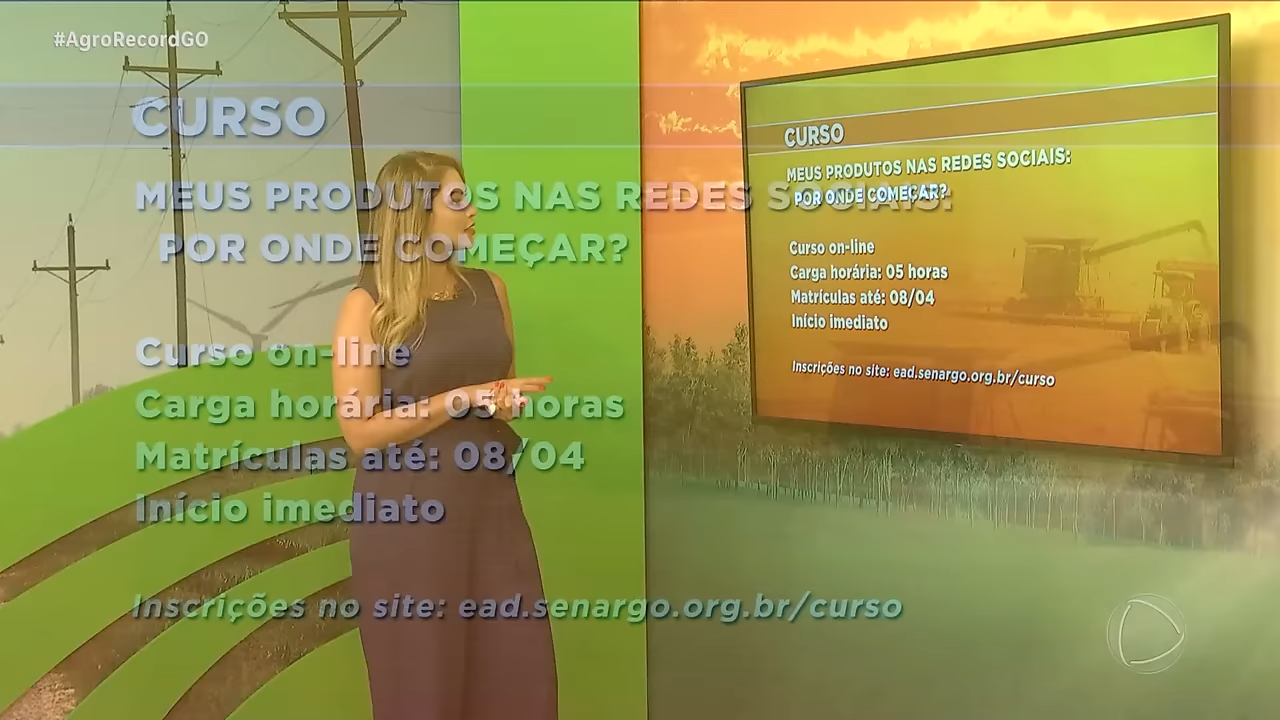 #AgroRecordGO
CURSO
MEUS PRODUTOS NAS REDES SOCIAIS:
POR ONDE COMEÇAR?
Curso on-line
Carga horária: 05 horas
Matrículas até: 08/04
Início imediato
Inscrições no site: ead.senargo.org.br/curso
CURSO
MEUS PRODUTOS NAS REDES SOCIAIS:
POR ONDE COMEÇAR?
Curso on-line
Carga horária: 05 horas
Matrículas até: 08/04
Início imediato
Inscrições no site: ead.senargo.org.br/curso